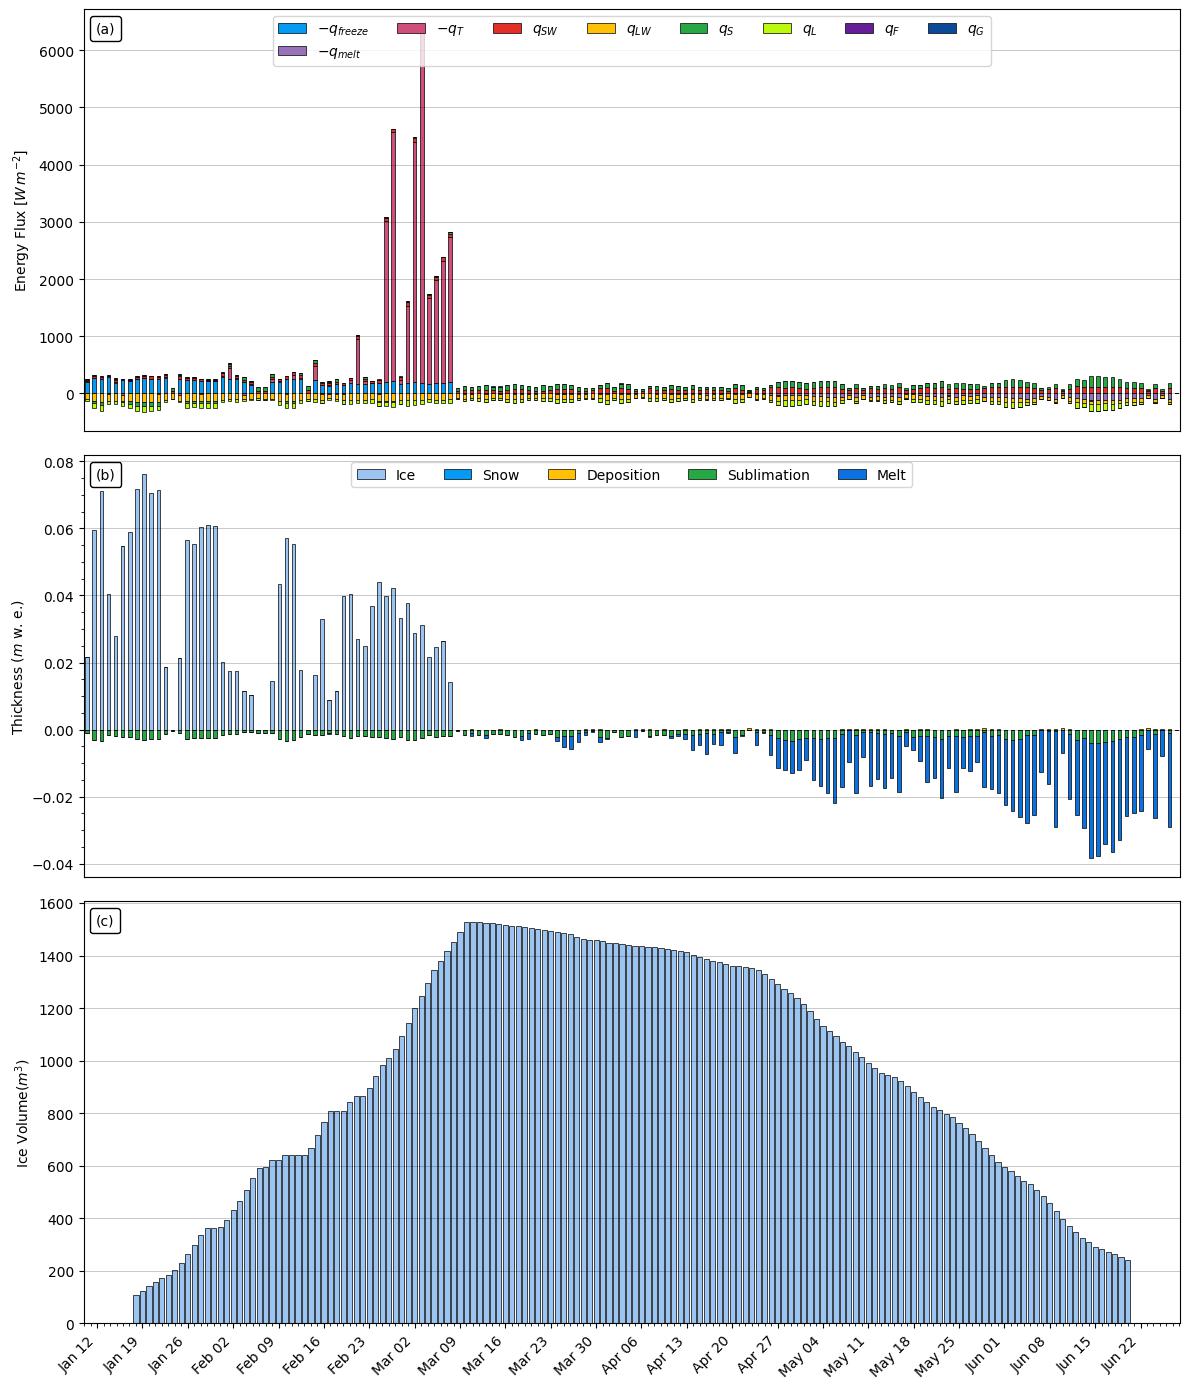 (a)
−q_freeze −q_T q_SW q_LW q_S q_L q_F q_G
−q_melt
6000
5000
4000
3000
2000
1000
0
Energy Flux [W m⁻²]
(b)
Ice Snow Deposition Sublimation Melt
0.08
0.06
0.04
0.02
0.00
−0.02
−0.04
Thickness (m w. e.)
(c)
1600
1400
1200
1000
800
600
400
200
0
Ice Volume(m³)
Jan 12 Jan 19 Jan 26 Feb 02 Feb 09 Feb 16 Feb 23 Mar 02 Mar 09 Mar 16 Mar 23 Mar 30 Apr 06 Apr 13 Apr 20 Apr 27 May 04 May 11 May 18 May 25 Jun 01 Jun 08 Jun 15 Jun 22